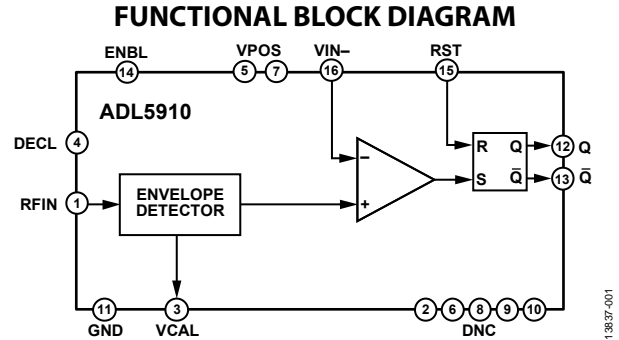 FUNCTIONAL BLOCK DIAGRAM
ENBL VPOS VIN– RST
14 5 7 16 15
ADL5910
DECL 4
R Q 12 Q
– 
S Q̅ 13 Q̅
RFIN 1
ENVELOPE
DETECTOR
+
11 3 2 6 8 9 10
GND VCAL DNC
13837-001